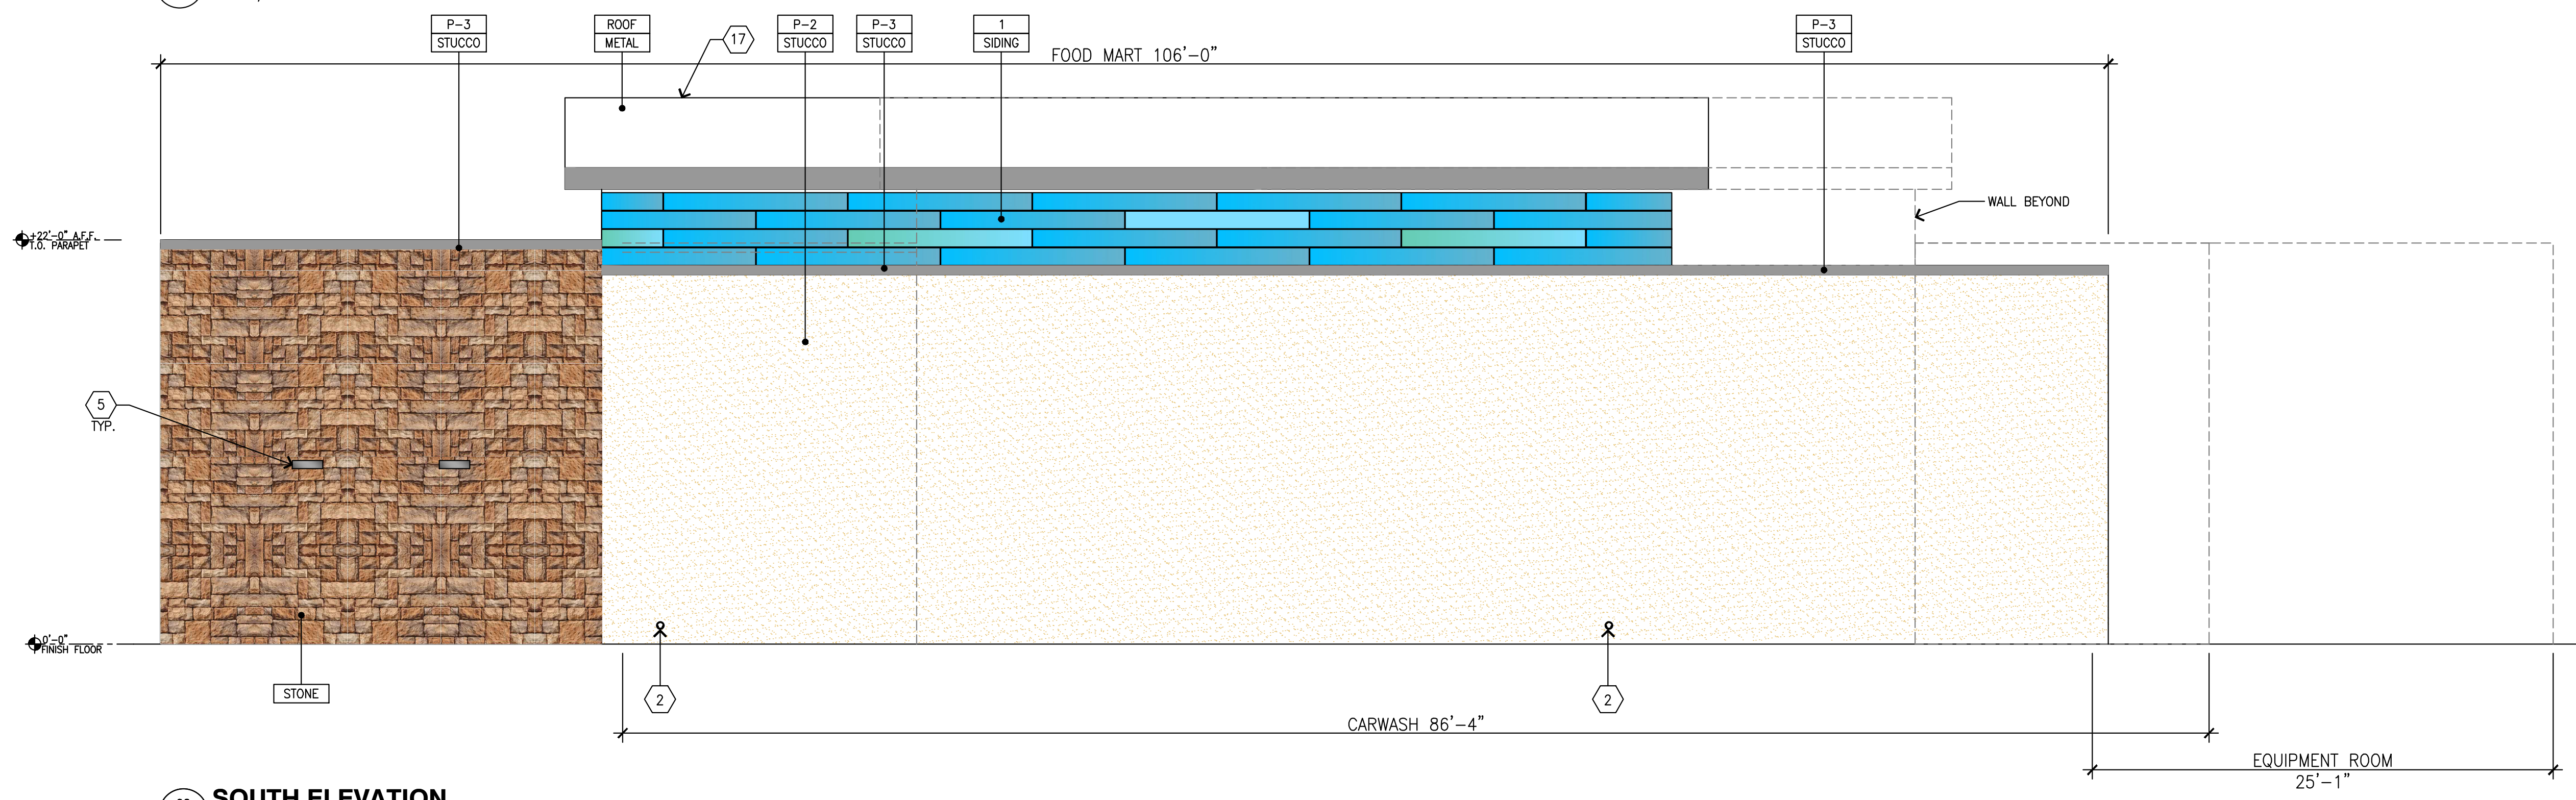 P-3
STUCCO
ROOF
METAL
17
P-2
STUCCO
P-3
STUCCO
1
SIDING
P-3
STUCCO
FOOD MART 106'-0"
WALL BEYOND
+22'-0" A.F.F.
T.O. PARAPET
5
TYP.
0'-0"
FINISH FLOOR
STONE
2
2
CARWASH 86'-4"
EQUIPMENT ROOM
25'-1"
SOUTH ELEVATION